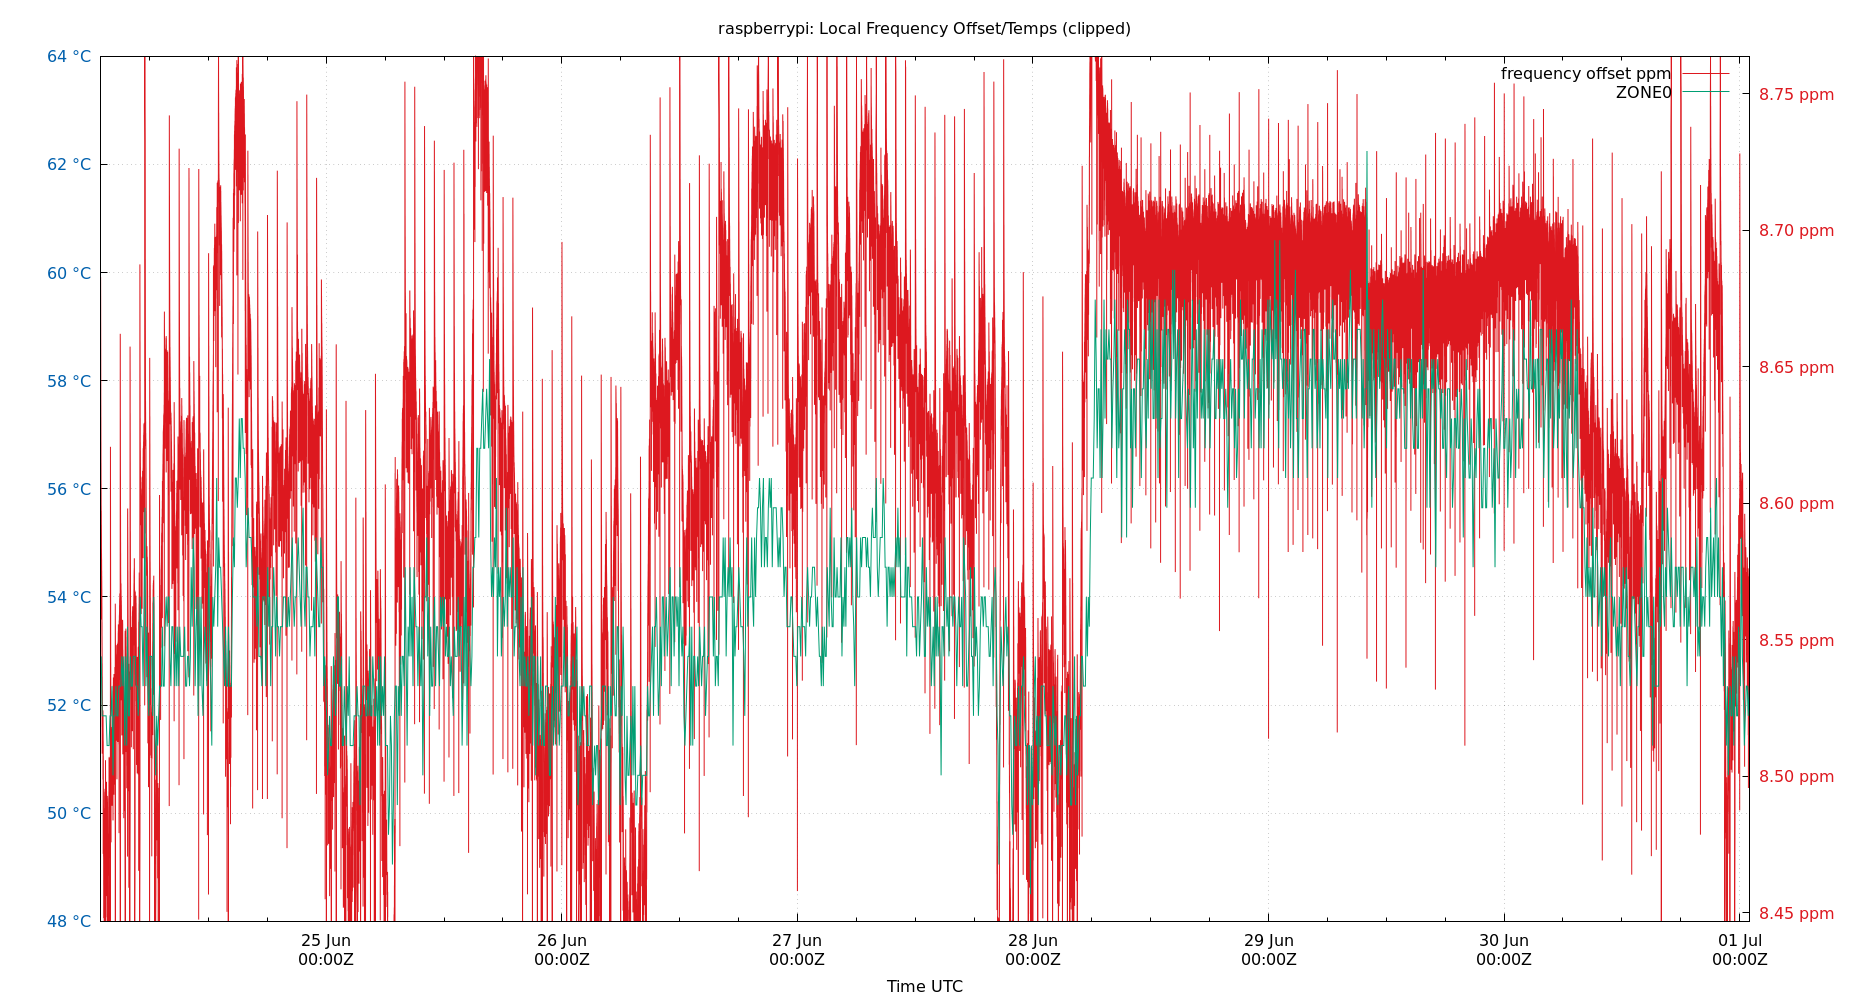 raspberrypi: Local Frequency Offset/Temps (clipped)
64 °C
62 °C
60 °C
58 °C
56 °C
54 °C
52 °C
50 °C
48 °C
frequency offset ppm
ZONE0
8.75 ppm
8.70 ppm
8.65 ppm
8.60 ppm
8.55 ppm
8.50 ppm
8.45 ppm
25 Jun
00:00Z
26 Jun
00:00Z
27 Jun
00:00Z
28 Jun
00:00Z
29 Jun
00:00Z
30 Jun
00:00Z
01 Jul
00:00Z
Time UTC